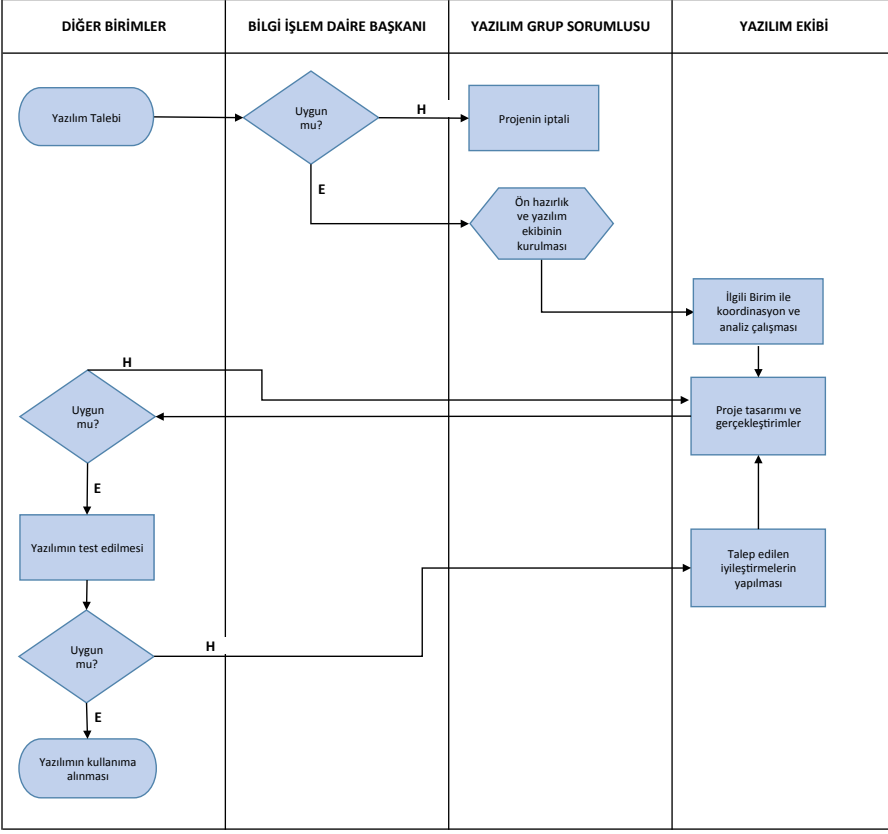 DİĞER BİRİMLER
BİLGİ İŞLEM DAİRE BAŞKANI
YAZILIM GRUP SORUMLUSU
YAZILIM EKİBİ
Yazılım Talebi
Uygun
mu?
H
Projenin iptali
E
Ön hazırlık
ve yazılım
ekibinin
kurulması
İlgili Birim ile
koordinasyon ve
analiz çalışması
H
Uygun
mu?
Proje tasarımı ve
gerçekleştirimler
E
Yazılımın test edilmesi
Talep edilen
iyileştirmelerin
yapılması
Uygun
mu?
H
E
Yazılımın kullanıma
alınması